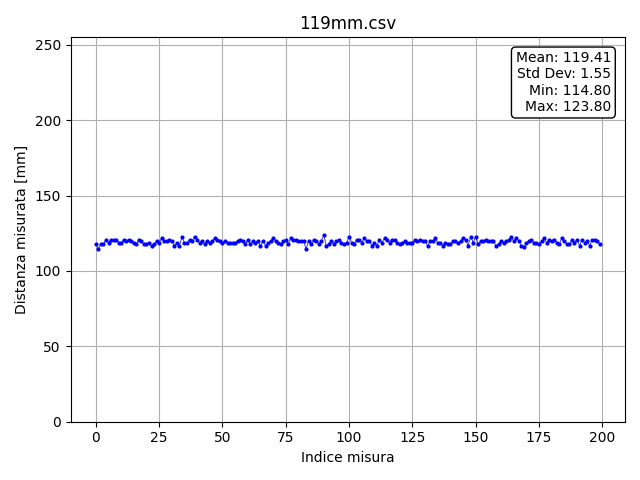 119mm.csv
Mean: 119.41
Std Dev: 1.55
Min: 114.80
Max: 123.80
250
200
150
100
50
0
Distanza misurata [mm]
0 25 50 75 100 125 150 175 200
Indice misura